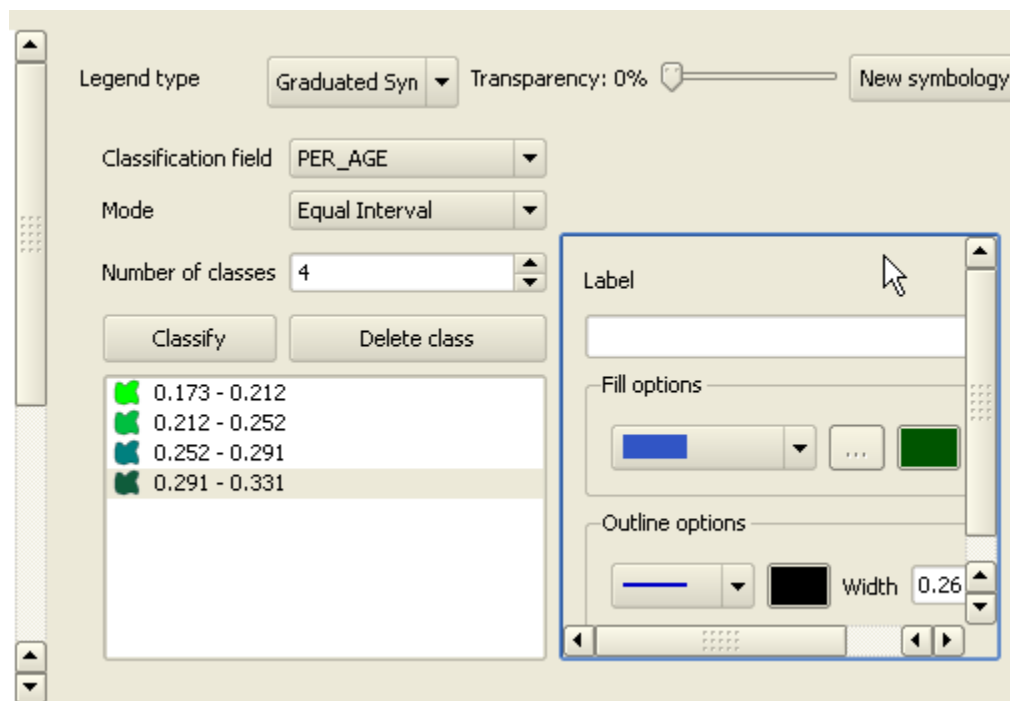 Legend type Graduated Syn Transparency: 0% New symbology
Classification field PER_AGE
Mode Equal Interval
Number of classes 4
Label
Classify Delete class
0.173 - 0.212
0.212 - 0.252
0.252 - 0.291
0.291 - 0.331
Fill options
...
Outline options
Width 0.26